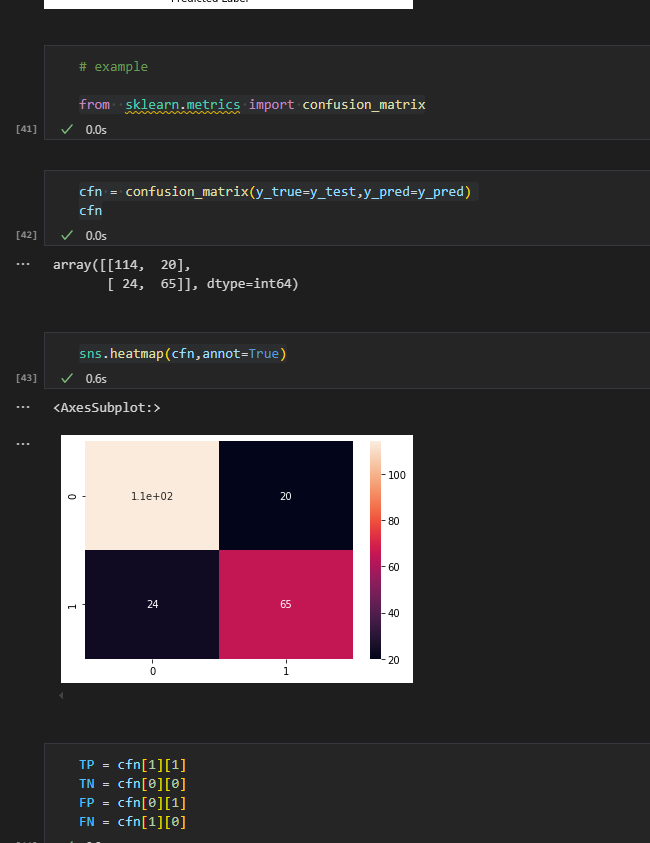 # example
from sklearn.metrics import confusion_matrix
[41]
0.0s
cfn = confusion_matrix(y_true=y_test,y_pred=y_pred)
cfn
[42]
0.0s
... array([[114,  20],
       [ 24,  65]], dtype=int64)
sns.heatmap(cfn,annot=True)
[43]
0.6s
... <AxesSubplot:>
...
0
1.1e+02
20
1
24
65
0
1
100
80
60
40
20
TP = cfn[1][1]
TN = cfn[0][0]
FP = cfn[0][1]
FN = cfn[1][0]